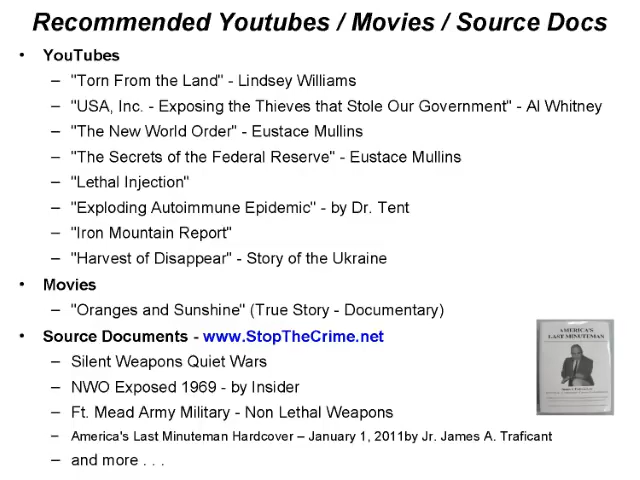 Recommended Youtubes / Movies / Source Docs
• YouTubes
– "Torn From the Land" - Lindsey Williams
– "USA, Inc. - Exposing the Thieves that Stole Our Government" - Al Whitney
– "The New World Order" - Eustace Mullins
– "The Secrets of the Federal Reserve" - Eustace Mullins
– "Lethal Injection"
– "Exploding Autoimmune Epidemic" - by Dr. Tent
– "Iron Mountain Report"
– "Harvest of Disappear" - Story of the Ukraine
• Movies
– "Oranges and Sunshine" (True Story - Documentary)
• Source Documents - www.StopTheCrime.net
– Silent Weapons Quiet Wars
– NWO Exposed 1969 - by Insider
– Ft. Mead Army Military - Non Lethal Weapons
– America's Last Minuteman Hardcover – January 1, 2011by Jr. James A. Traficant
– and more . . .
AMERICA'S
LAST MINUTEMAN